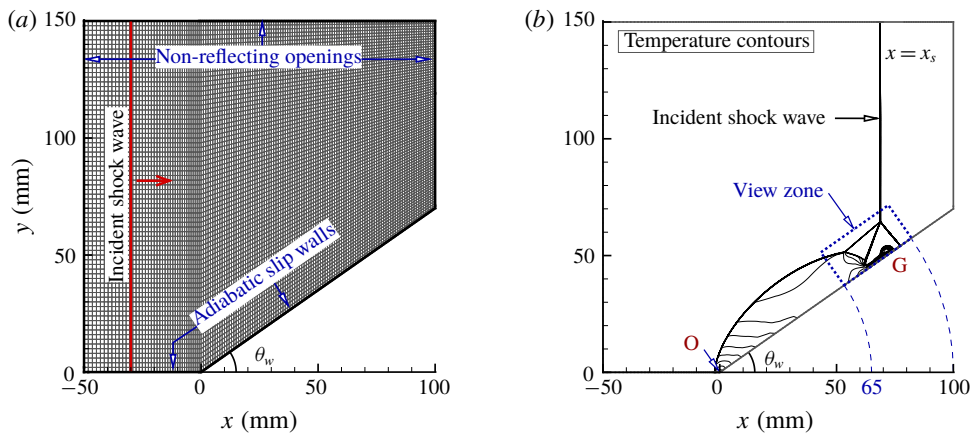 (a)
150
100
50
0
−50
0
50
100
y (mm)
x (mm)
Non-reflecting openings
Incident shock wave
Adiabatic slip walls
θw
(b)
150
100
50
0
−50
0
50
65
100
x (mm)
Temperature contours
x = xs
Incident shock wave
View zone
G
O
θw